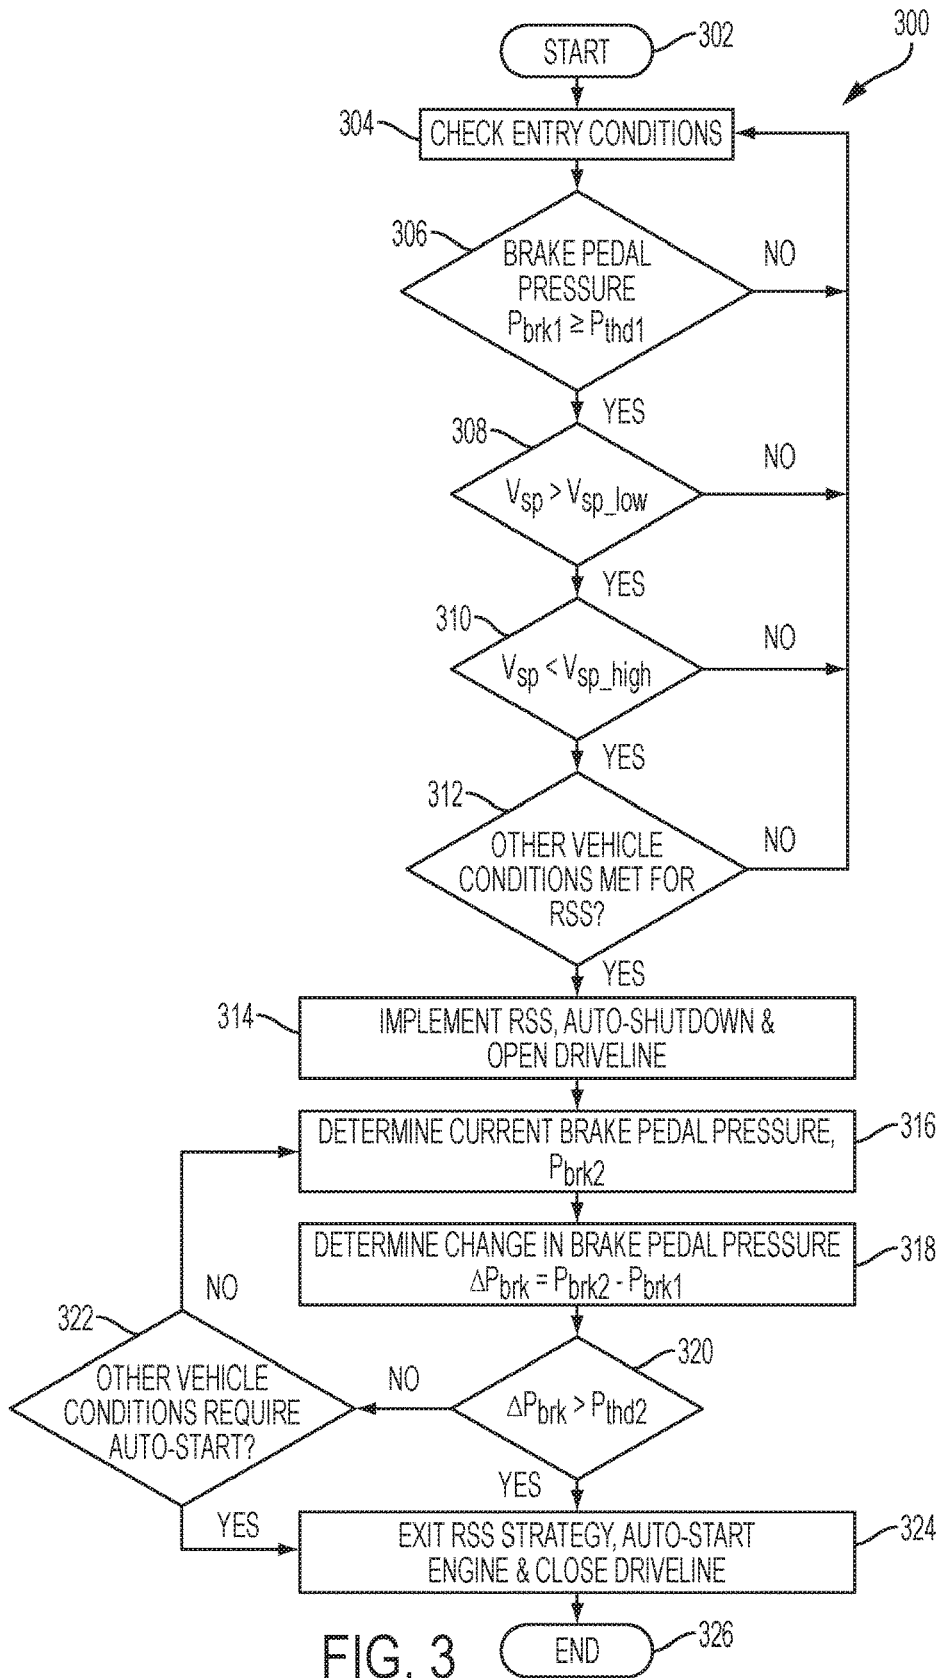 START
302
300
304
CHECK ENTRY CONDITIONS
306
BRAKE PEDAL
PRESSURE
Pbrk1 ≥ Pthd1
NO
YES
308
Vsp > Vsp_low
NO
YES
310
Vsp < Vsp_high
NO
YES
312
OTHER VEHICLE
CONDITIONS MET FOR
RSS?
NO
YES
314
IMPLEMENT RSS, AUTO-SHUTDOWN &
OPEN DRIVELINE
DETERMINE CURRENT BRAKE PEDAL PRESSURE,
Pbrk2
316
DETERMINE CHANGE IN BRAKE PEDAL PRESSURE
ΔPbrk = Pbrk2 - Pbrk1
318
NO
322
OTHER VEHICLE
CONDITIONS REQUIRE
AUTO-START?
NO
320
ΔPbrk > Pthd2
YES
YES
EXIT RSS STRATEGY, AUTO-START
ENGINE & CLOSE DRIVELINE
324
END
326
FIG. 3